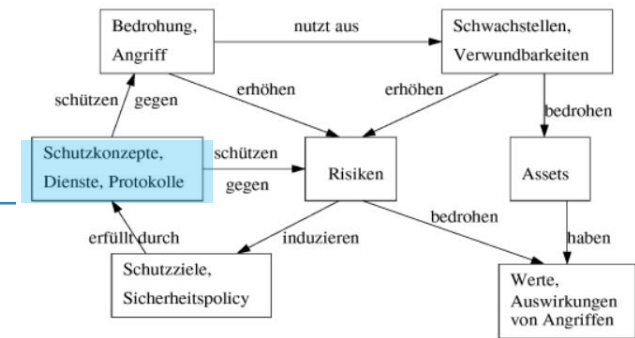 Bedrohung,
Angriff
nutzt aus
Schwachstellen,
Verwundbarkeiten
schützen gegen
erhöhen
erhöhen
bedrohen
Schutzkonzepte,
Dienste, Protokolle
schützen
gegen
Risiken
Assets
erfüllt durch
induzieren
bedrohen
haben
Schutzziele,
Sicherheitspolicy
Werte,
Auswirkungen
von Angriffen